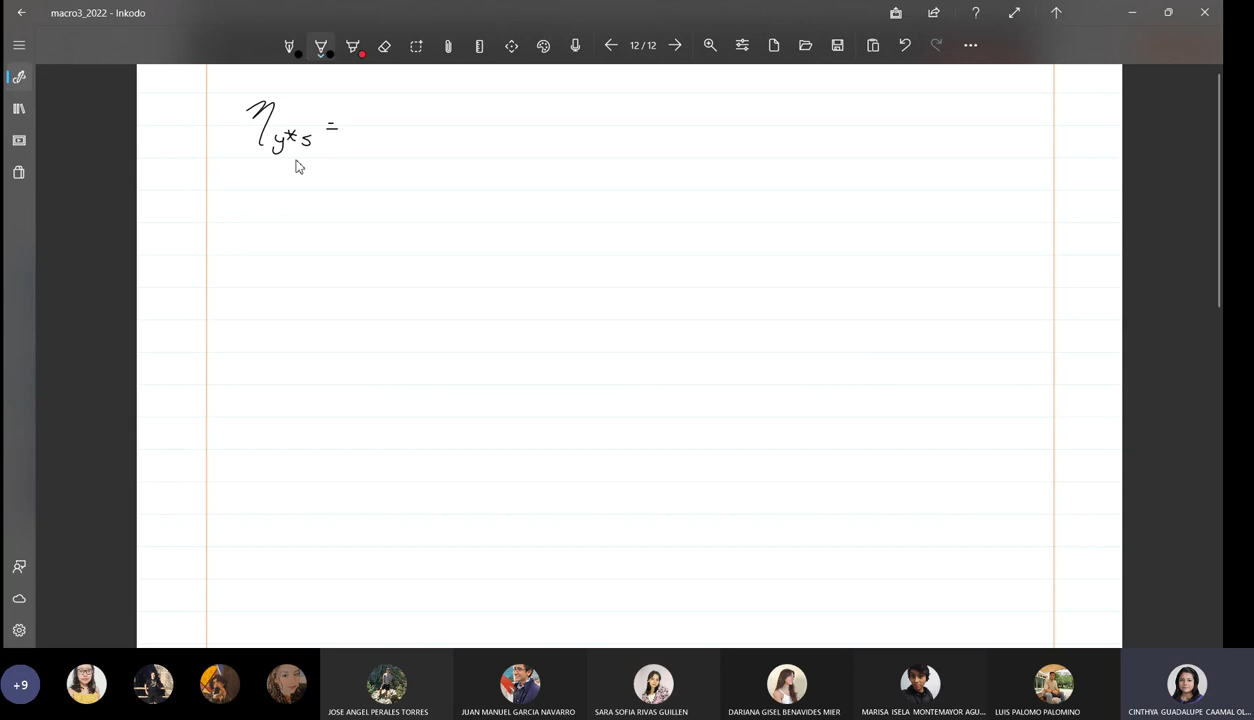 macro3_2022 - Inkodo
12 / 12
η y*s =
+9
JOSE ANGEL PERALES TORRES
JUAN MANUEL GARCIA NAVARRO
SARA SOFIA RIVAS GUILLEN
DARIANA GISEL BENAVIDES MIER
MARISA ISELA MONTEMAYOR AGU...
LUIS PALOMO PALOMINO
CINTHYA GUADALUPE CAAMAL OL...